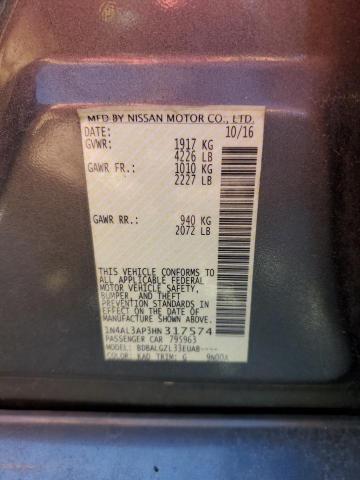 MFD BY NISSAN MOTOR CO., LTD.
DATE: 10/16
GVWR: 1917 KG
4226 LB
GAWR FR.: 1010 KG
2227 LB
GAWR RR.: 940 KG
2072 LB
THIS VEHICLE CONFORMS TO
ALL APPLICABLE FEDERAL
MOTOR VEHICLE SAFETY,
BUMPER, AND THEFT
PREVENTION STANDARDS
IN EFFECT ON THE DATE OF
MANUFACTURE SHOWN ABOVE.
1N4AL3AP3HN317574
PASSENGER CAR 795963
MODEL: BDBALGZL33EUA8----
COLOR: KAD TRIM: G 9N00A